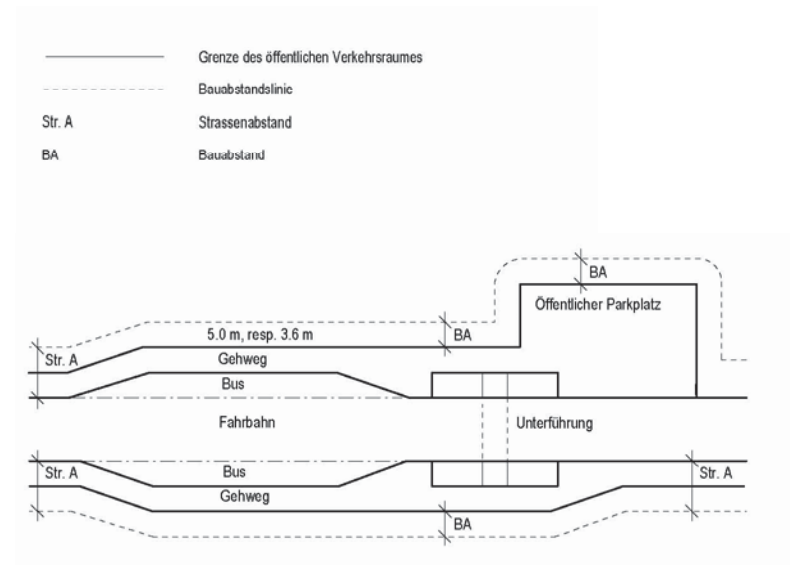 Grenze des öffentlichen Verkehrsraumes
Bauabstandslinie
Str. A Strassenabstand
BA Bauabstand
BA
Öffentlicher Parkplatz
5.0 m, resp. 3.6 m BA
Str. A Gehweg
Bus
Fahrbahn Unterführung
Str. A Bus Str. A
Gehweg
BA